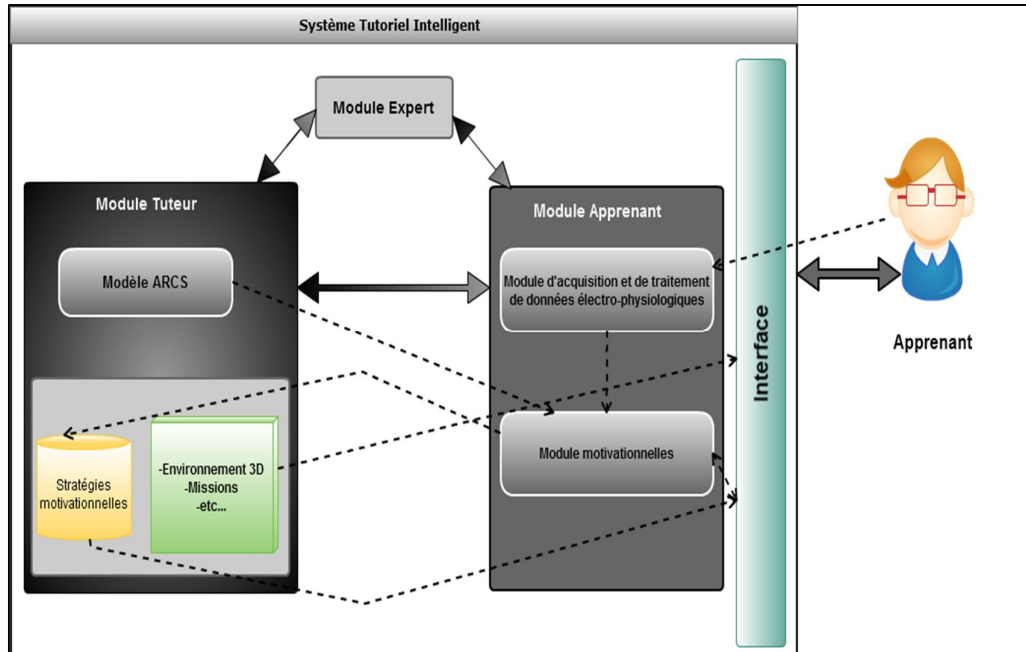 Système Tutoriel Intelligent
Module Expert
Module Tuteur
Modèle ARCS
Stratégies
motivationnelles
-Environnement 3D
-Missions
-etc...
Module Apprenant
Module d'acquisition et de traitement
de données électro-physiologiques
Module motivationnelles
Interface
Apprenant